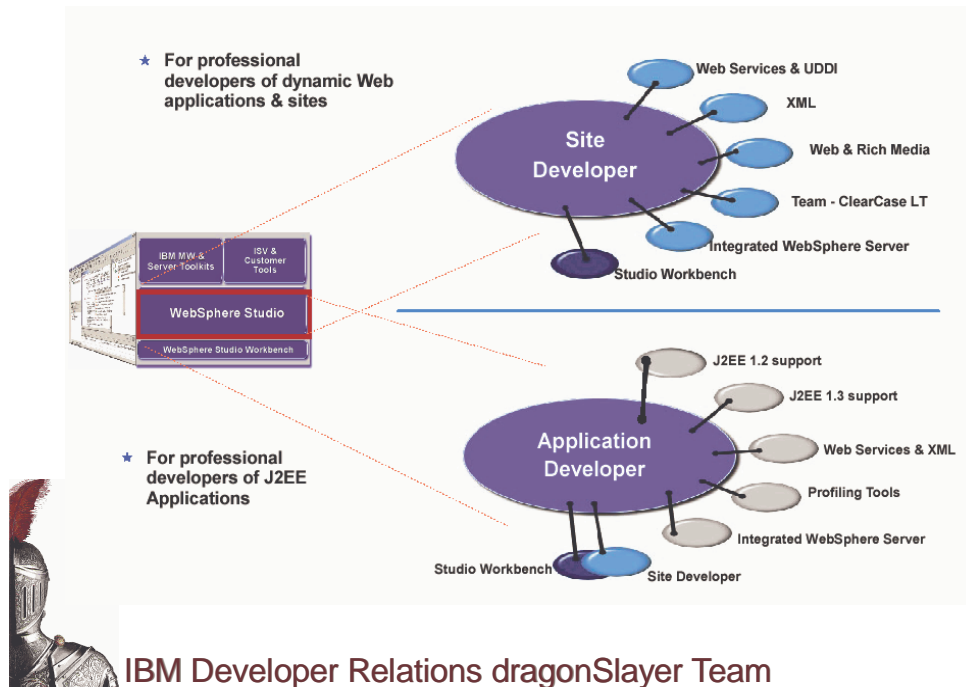 For professional
developers of dynamic Web
applications & sites
Web Services & UDDI
XML
Site
Developer
Web & Rich Media
Team - ClearCase LT
Integrated WebSphere Server
Studio Workbench
IBM MW &
Server Toolkits
ISV &
Customer
Tools
WebSphere Studio
WebSphere Studio Workbench
J2EE 1.2 support
J2EE 1.3 support
Application
Developer
Web Services & XML
For professional
developers of J2EE
Applications
Profiling Tools
Integrated WebSphere Server
Studio Workbench
Site Developer
IBM Developer Relations dragonSlayer Team